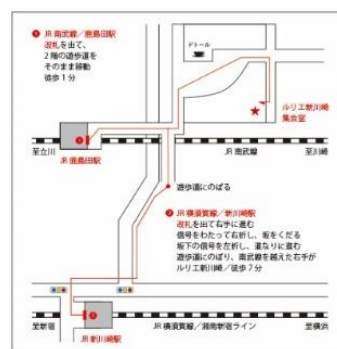 ❶ JR 南武線／鹿島田駅
改札を出て、
2階の遊歩道を
そのまま移動
徒歩1分
ドトール
ルリエ新川崎
集会室
至立川
JR 南武線
至川崎
❶
JR 鹿島田駅
遊歩道にのぼる
❷ JR 横須賀線／新川崎駅
改札を出て右手に進む
信号をわたって右折し、坂をくだる
坂下の信号を左折し、道なりに進む
遊歩道にのぼり、南武線を越えた右手が
ルリエ新川崎／徒歩7分
❷
至新宿
JR 横須賀線／湘南新宿ライン
至横浜
JR 新川崎駅